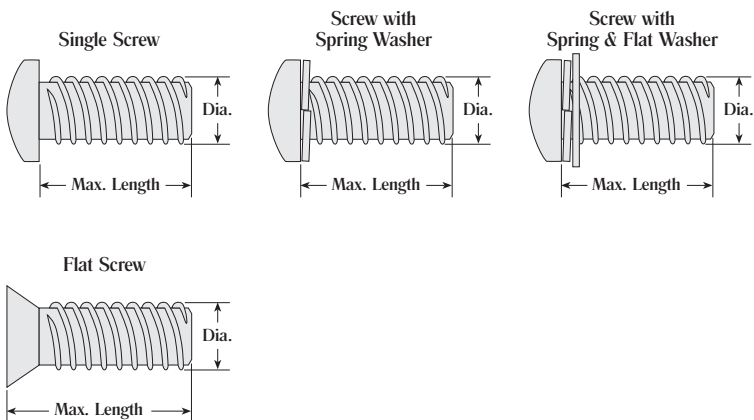 Single Screw
Dia.
Max. Length
Screw with
Spring Washer
Dia.
Max. Length
Screw with
Spring & Flat Washer
Dia.
Max. Length
Flat Screw
Dia.
Max. Length